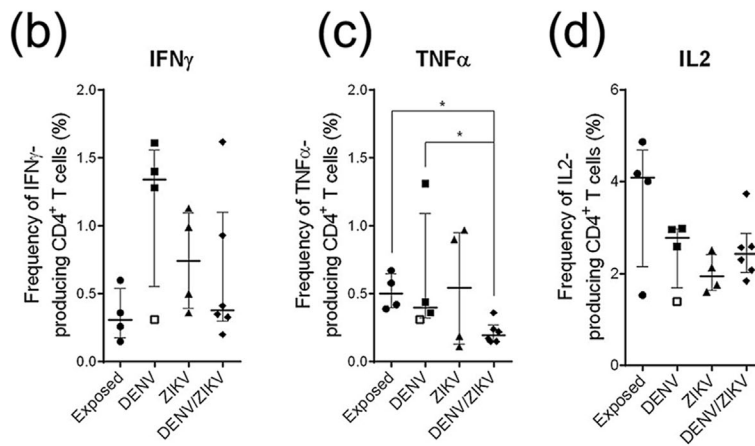 (b)
IFNγ
Frequency of IFNγ-
producing CD4+ T cells (%)
2.0
1.5
1.0
0.5
0.0
Exposed
DENV
ZIKV
DENV/ZIKV
(c)
TNFα
Frequency of TNFα-
producing CD4+ T cells (%)
2.0
1.5
1.0
0.5
0.0
*
*
Exposed
DENV
ZIKV
DENV/ZIKV
(d)
IL2
Frequency of IL2-
producing CD4+ T cells (%)
6
4
2
0
Exposed
DENV
ZIKV
DENV/ZIKV